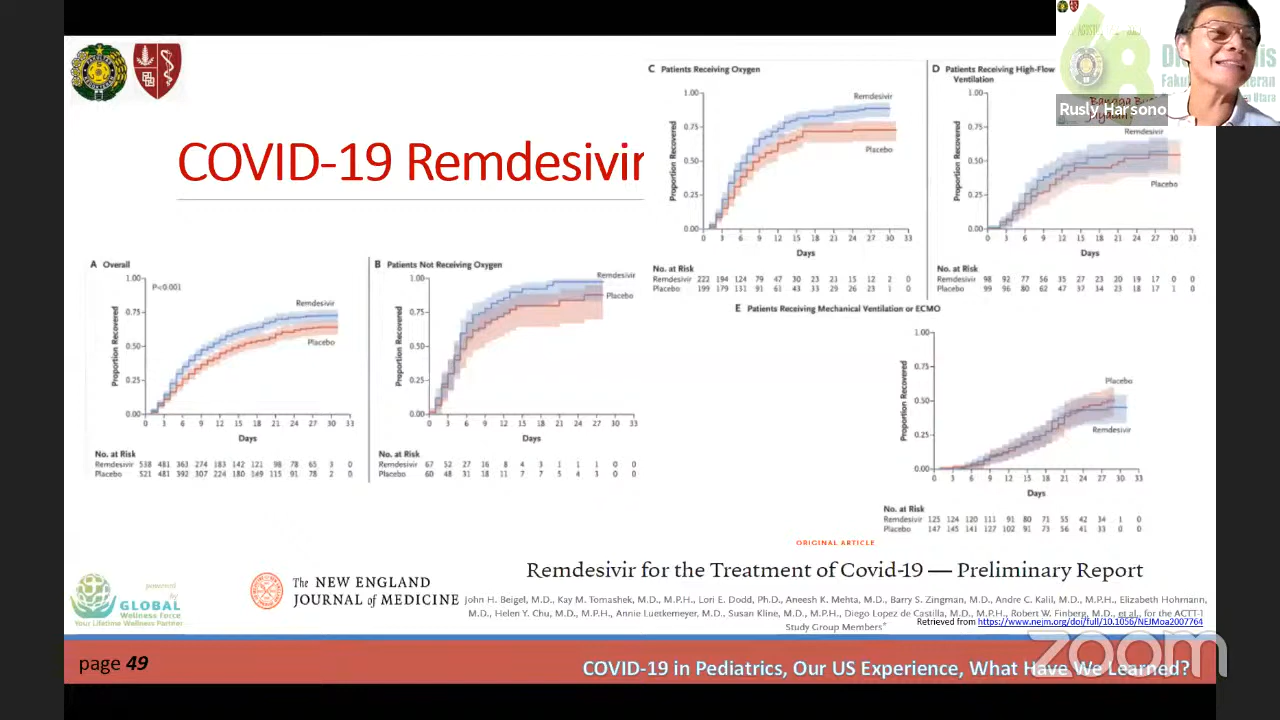 COVID-19 Remdesivir
A Overall
P<0.001
Proportion Recovered
1.00
0.75
0.50
0.25
0.00
Remdesivir
Placebo
0 3 6 9 12 15 18 21 24 27 30 33
Days
No. at Risk
Remdesivir 538 481 363 274 183 142 121 98 78 65 3 0
Placebo 521 481 392 307 224 180 149 115 91 78 2 0
B Patients Not Receiving Oxygen
Proportion Recovered
1.00
0.75
0.50
0.25
0.00
Remdesivir
Placebo
0 3 6 9 12 15 18 21 24 27 30 33
Days
No. at Risk
Remdesivir 67 52 27 16 8 4 3 1 1 1 0 0
Placebo 60 48 31 18 11 7 7 5 4 3 0 0
C Patients Receiving Oxygen
Proportion Recovered
1.00
0.75
0.50
0.25
0.00
Remdesivir
Placebo
0 3 6 9 12 15 18 21 24 27 30 33
Days
No. at Risk
Remdesivir 222 194 124 79 47 30 23 21 15 12 2 0
Placebo 199 179 131 91 61 43 33 29 26 23 1 0
D Patients Receiving High-Flow
Ventilation
Proportion Recovered
1.00
0.75
0.50
0.25
0.00
Remdesivir
Placebo
0 3 6 9 12 15 18 21 24 27 30 33
Days
No. at Risk
Remdesivir 98 92 77 56 35 27 23 20 19 17 0 0
Placebo 99 96 80 62 47 37 34 23 18 17 1 0
E Patients Receiving Mechanical Ventilation or ECMO
Proportion Recovered
1.00
0.75
0.50
0.25
0.00
Placebo
Remdesivir
0 3 6 9 12 15 18 21 24 27 30 33
Days
No. at Risk
Remdesivir 125 124 120 111 91 80 71 55 42 34 1 0
Placebo 147 145 141 127 102 91 73 56 41 33 0 0
Rusly Harsono
ORIGINAL ARTICLE
Remdesivir for the Treatment of Covid-19 — Preliminary Report
John H. Beigel, M.D., Kay M. Tomashek, M.D., M.P.H., Lori E. Dodd, Ph.D., Aneesh K. Mehta, M.D., Barry S. Zingman, M.D., Andre C. Kalil, M.D., M.P.H., Elizabeth Hohmann,
M.D., Helen Y. Chu, M.D., M.P.H., Annie Luetkemeyer, M.D., Susan Kline, M.D., M.P.H., Diego Lopez de Castilla, M.D., M.P.H., Robert W. Finberg, M.D., et al., for the ACTT-1
Study Group Members*
Retrieved from https://www.nejm.org/doi/full/10.1056/NEJMoa2007764
The NEW ENGLAND
JOURNAL of MEDICINE
powered
GLOBAL
Wellness force
Your Lifetime Wellness Partner
page 49
COVID-19 in Pediatrics, Our US Experience, What Have We Learned?
zoom